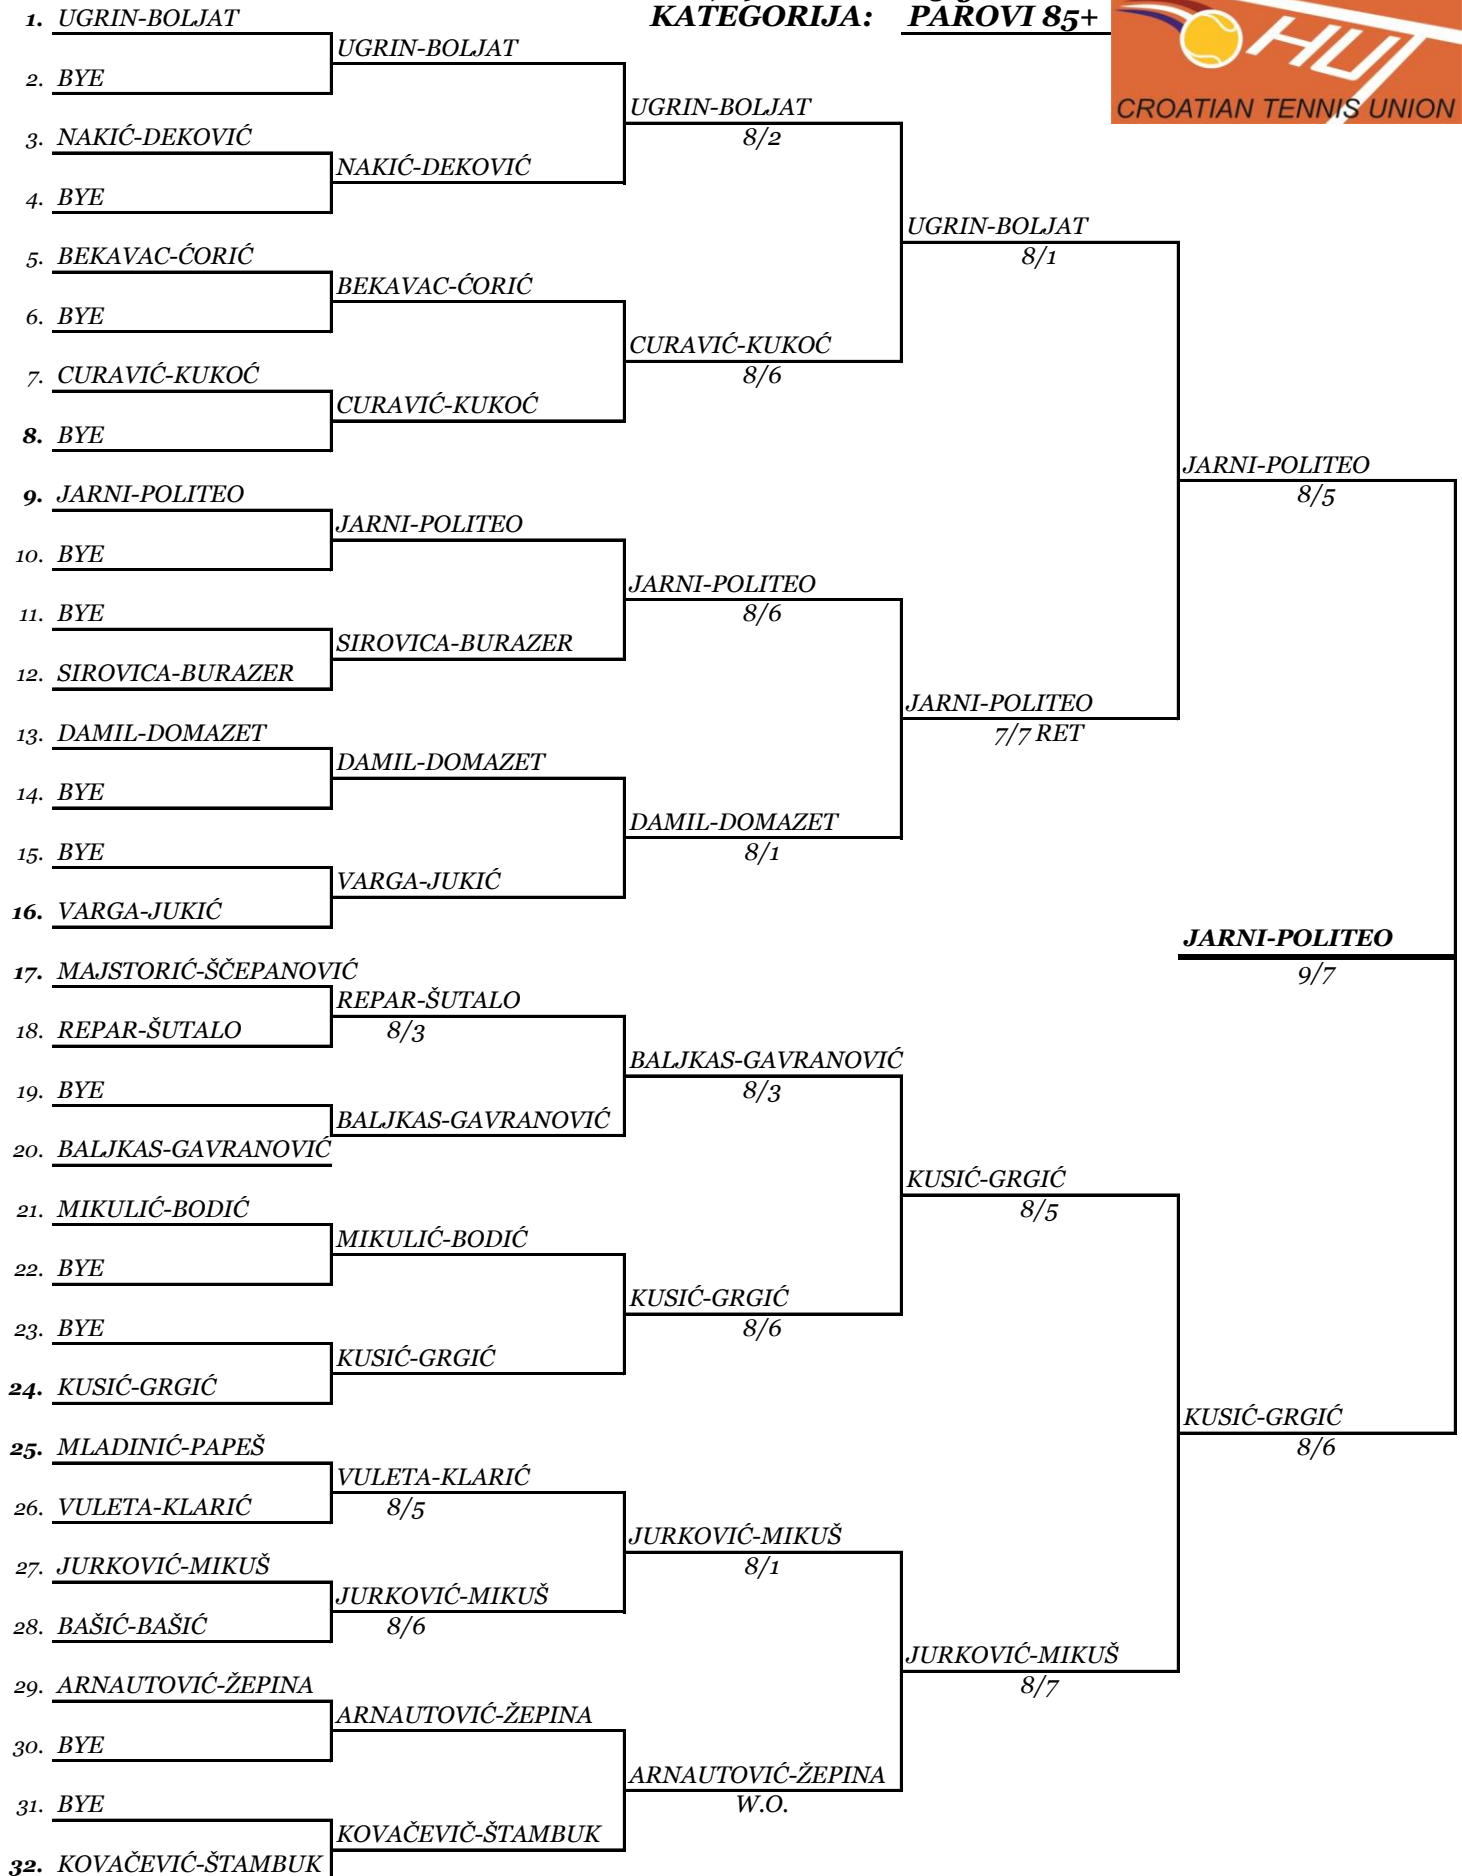 KATEGORIJA: PAROVI 85+
CROATIAN TENNIS UNION
1. UGRIN-BOLJAT
UGRIN-BOLJAT
2. BYE
UGRIN-BOLJAT
8/2
3. NAKIĆ-DEKOVIĆ
NAKIĆ-DEKOVIĆ
4. BYE
UGRIN-BOLJAT
8/1
5. BEKAVAC-ĆORIĆ
BEKAVAC-ĆORIĆ
6. BYE
CURAVIĆ-KUKOĆ
8/6
7. CURAVIĆ-KUKOĆ
CURAVIĆ-KUKOĆ
8. BYE
JARNI-POLITEO
8/5
9. JARNI-POLITEO
JARNI-POLITEO
10. BYE
JARNI-POLITEO
8/6
11. BYE
SIROVICA-BURAZER
12. SIROVICA-BURAZER
JARNI-POLITEO
7/7 RET
13. DAMIL-DOMAZET
DAMIL-DOMAZET
14. BYE
DAMIL-DOMAZET
8/1
15. BYE
VARGA-JUKIĆ
16. VARGA-JUKIĆ
JARNI-POLITEO
9/7
17. MAJSTORIĆ-ŠČEPANOVIĆ
REPAR-ŠUTALO
18. REPAR-ŠUTALO
8/3
BALJKAS-GAVRANOVIĆ
8/3
19. BYE
BALJKAS-GAVRANOVIĆ
20. BALJKAS-GAVRANOVIĆ
KUSIĆ-GRGIĆ
8/5
21. MIKULIĆ-BODIĆ
MIKULIĆ-BODIĆ
22. BYE
KUSIĆ-GRGIĆ
8/6
23. BYE
KUSIĆ-GRGIĆ
24. KUSIĆ-GRGIĆ
KUSIĆ-GRGIĆ
8/6
25. MLADINIĆ-PAPEŠ
VULETA-KLARIĆ
26. VULETA-KLARIĆ
8/5
JURKOVIĆ-MIKUŠ
8/1
27. JURKOVIĆ-MIKUŠ
JURKOVIĆ-MIKUŠ
28. BAŠIĆ-BAŠIĆ
8/6
JURKOVIĆ-MIKUŠ
8/7
29. ARNAUTOVIĆ-ŽEPINA
ARNAUTOVIĆ-ŽEPINA
30. BYE
ARNAUTOVIĆ-ŽEPINA
W.O.
31. BYE
KOVAČEVIČ-ŠTAMBUK
32. KOVAČEVIĆ-ŠTAMBUK